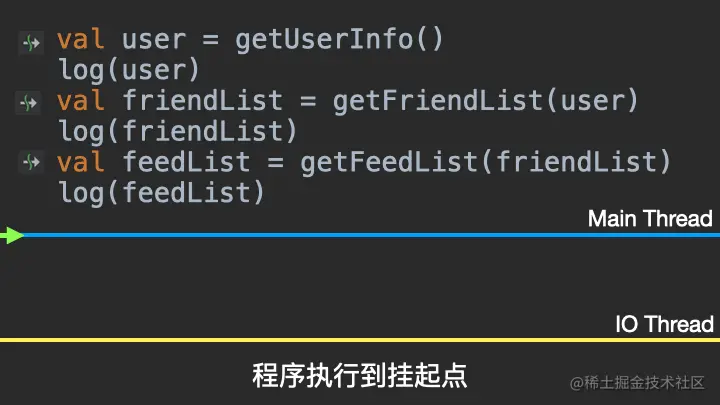 val user = getUserInfo()
log(user)
val friendList = getFriendList(user)
log(friendList)
val feedList = getFeedList(friendList)
log(feedList)
Main Thread
IO Thread
程序执行到挂起点
@稀土掘金技术社区